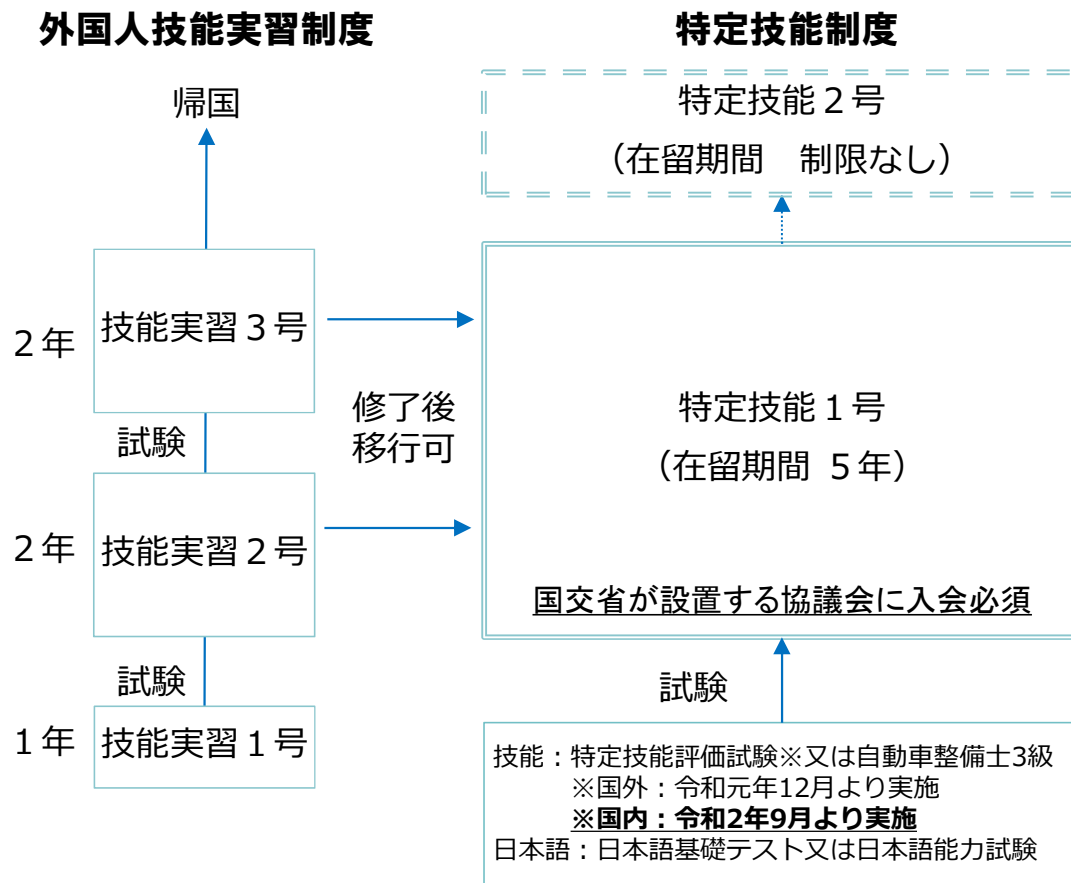 外国人技能実習制度
帰国
2年
技能実習3号
試験
修了後
移行可
2年
技能実習2号
試験
1年
技能実習1号
特定技能制度
特定技能2号
（在留期間　制限なし）
特定技能1号
（在留期間 5年）
国交省が設置する協議会に入会必須
試験
技能：特定技能評価試験※又は自動車整備士3級
※国外：令和元年12月より実施
※国内：令和2年9月より実施
日本語：日本語基礎テスト又は日本語能力試験